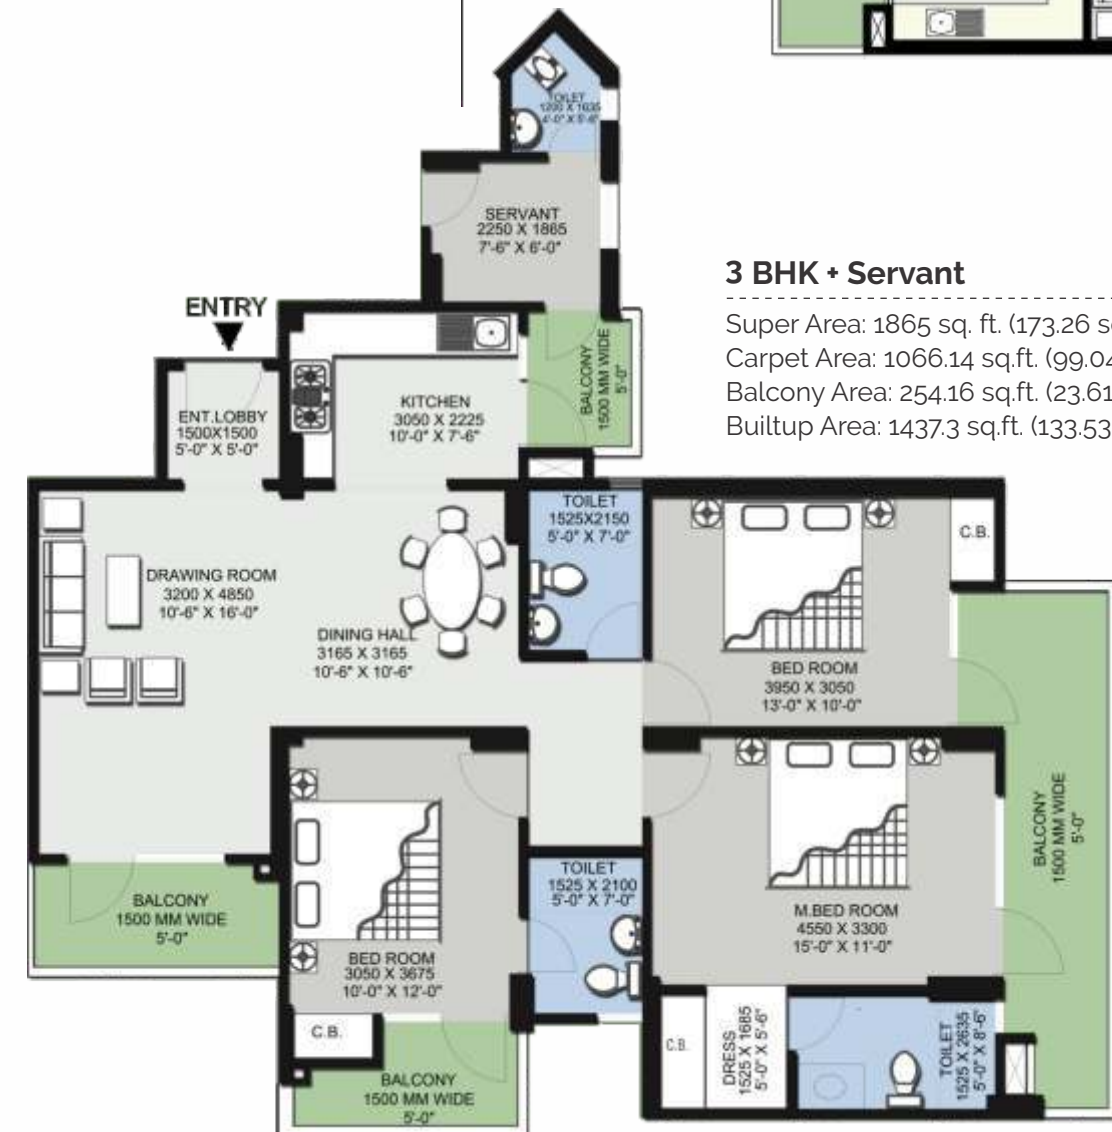 TOILET
1200 X 1635
4'-0" X 5'-6"
SERVANT
2250 X 1865
7'-6" X 6'-0"
3 BHK + Servant
Super Area: 1865 sq. ft. (173.26 s
Carpet Area: 1066.14 sq.ft. (99.04
Balcony Area: 254.16 sq.ft. (23.61
Builtup Area: 1437.3 sq.ft. (133.53
ENTRY
BALCONY
1500 MM WIDE
5'-0"
ENT.LOBBY
1500X1500
5'-0" X 5'-0"
KITCHEN
3050 X 2225
10'-0" X 7'-6"
TOILET
1525X2150
5'-0" X 7'-0"
C.B.
DRAWING ROOM
3200 X 4850
10'-6" X 16'-0"
DINING HALL
3165 X 3165
10'-6" X 10'-6"
BED ROOM
3950 X 3050
13'-0" X 10'-0"
BALCONY
1500 MM WIDE
5'-0"
BALCONY
1500 MM WIDE
5'-0"
TOILET
1525 X 2100
5'-0" X 7'-0"
M.BED ROOM
4550 X 3300
15'-0" X 11'-0"
BED ROOM
3050 X 3675
10'-0" X 12'-0"
C.B.
C.B.
DRESS
1525 X 1685
5'-0" X 5'-6"
TOILET
1525 X 2635
5'-0" X 8'-6"
BALCONY
1500 MM WIDE
5'-0"